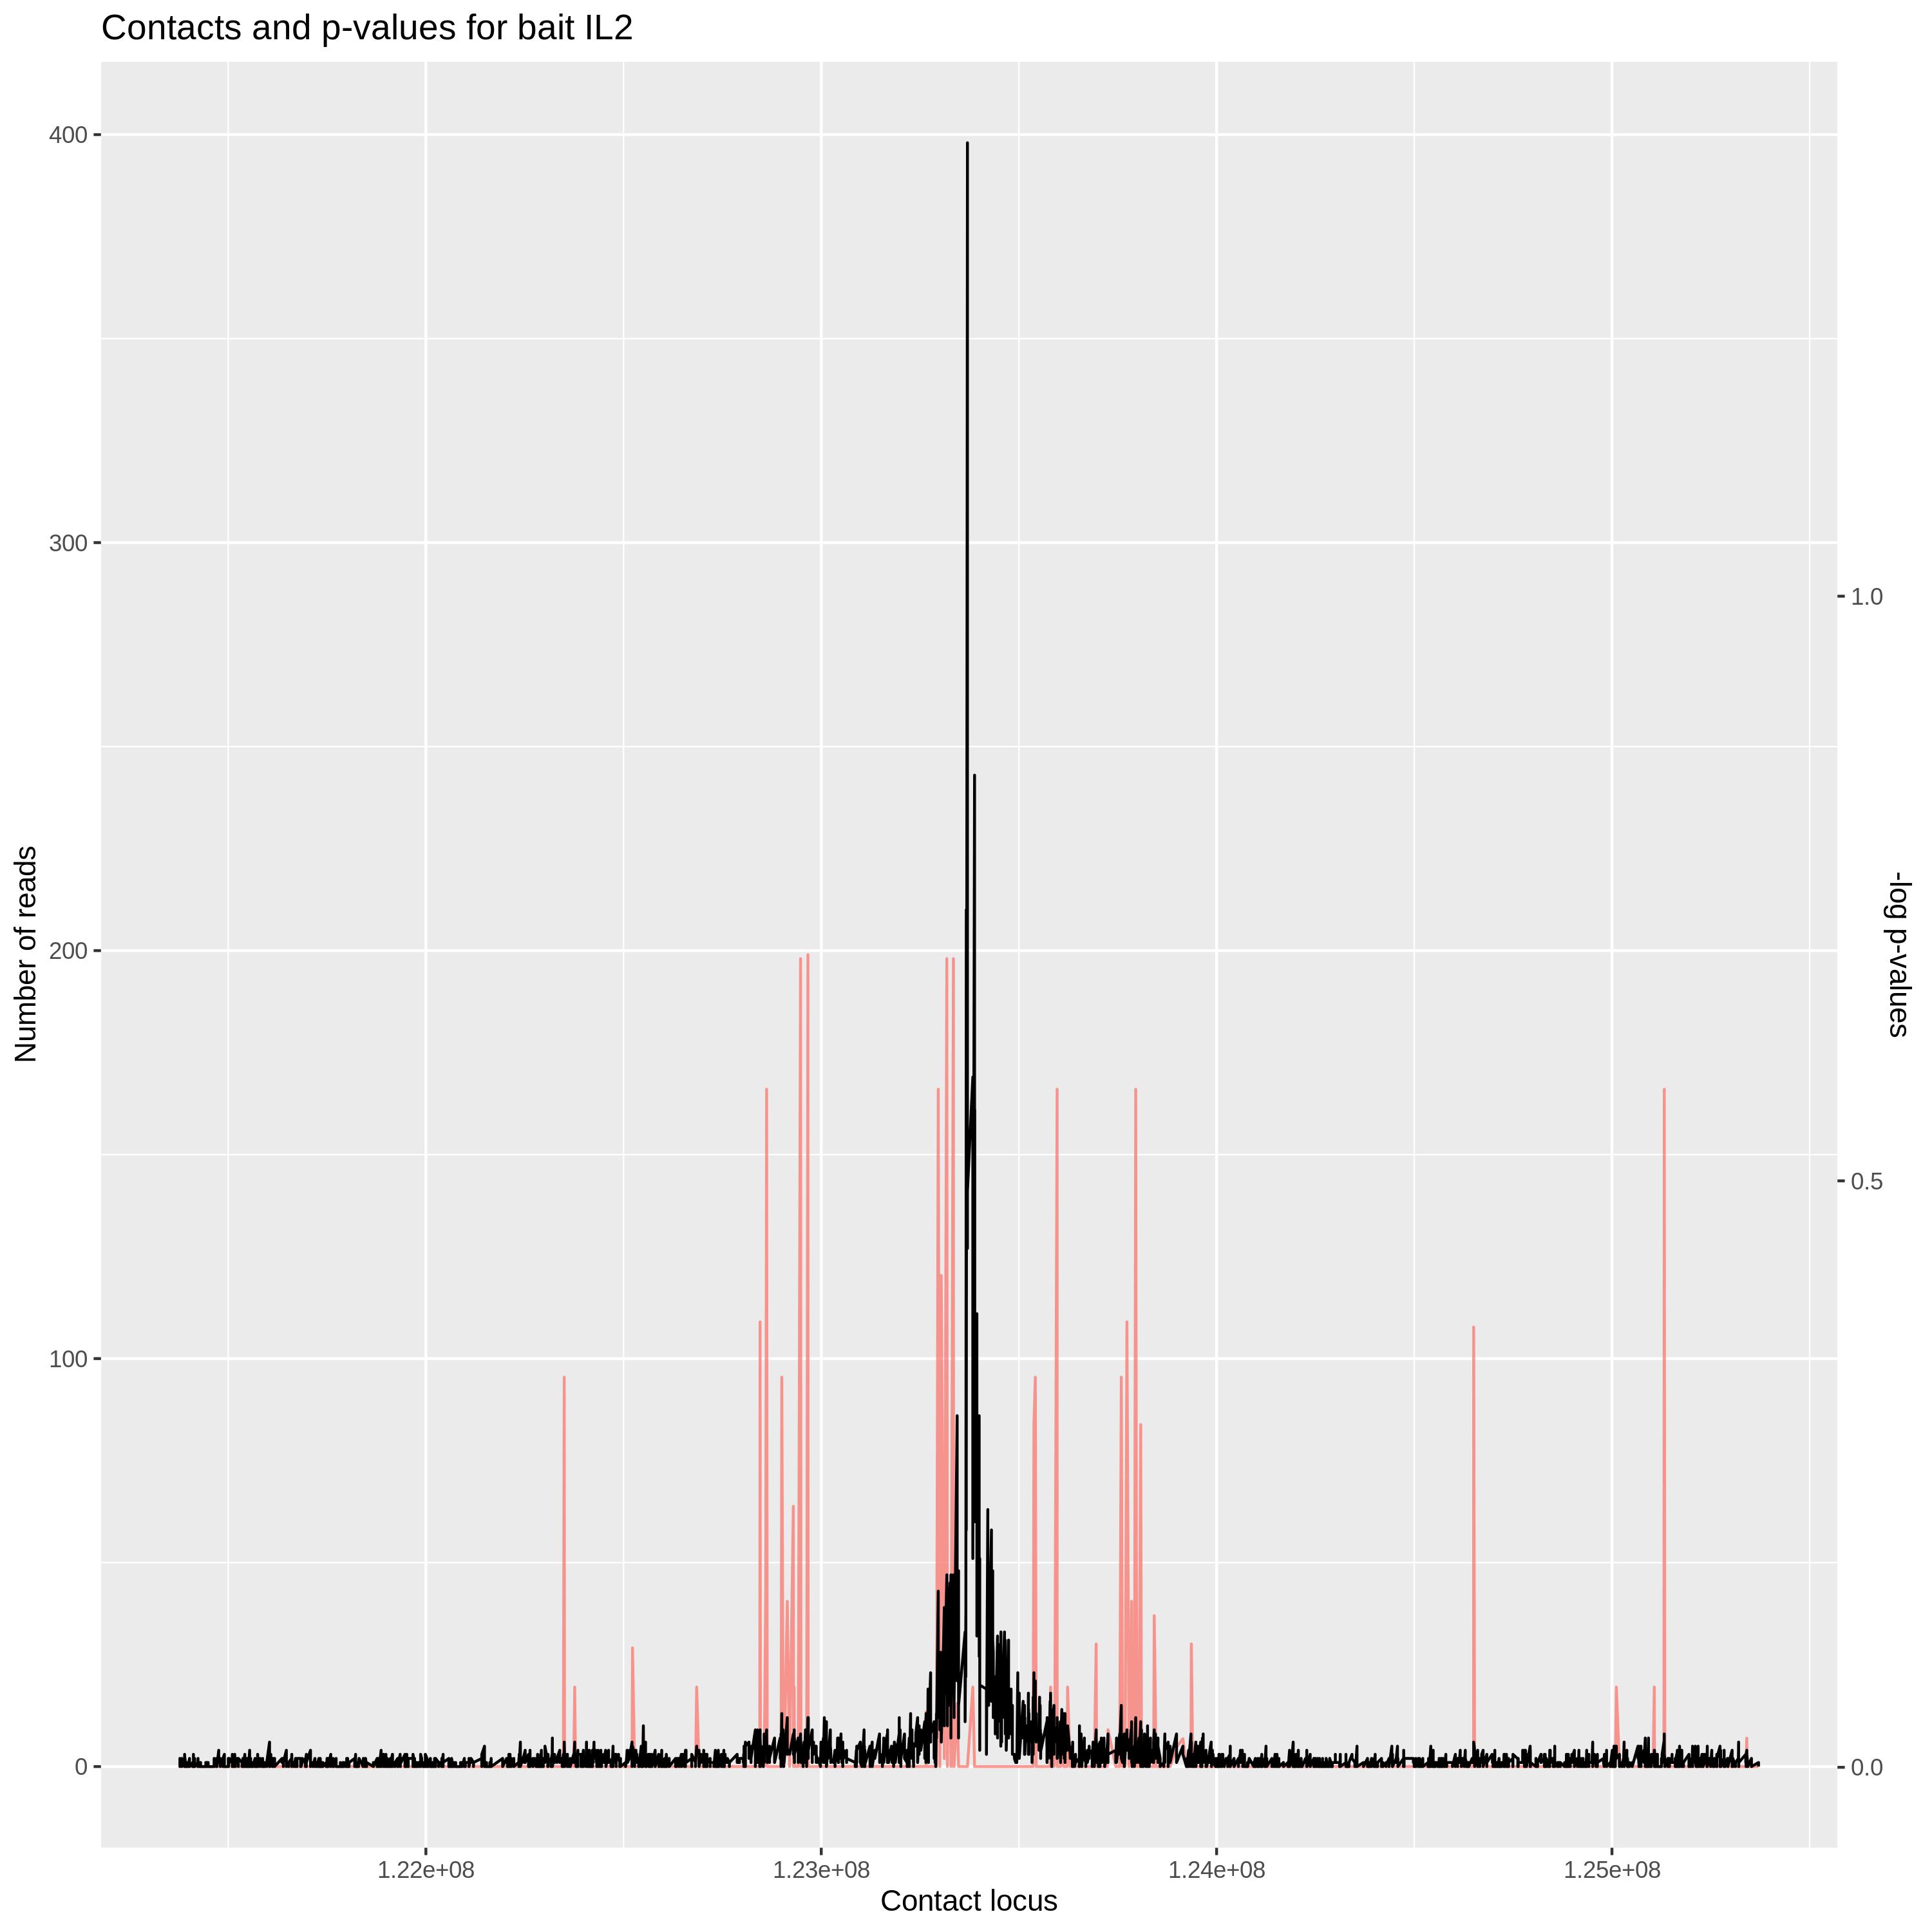 Contacts and p-values for bait IL2
Number of reads
400
300
200
100
0
1.0
0.5
0.0
-log p-values
1.22e+08
1.23e+08
1.24e+08
1.25e+08
Contact locus